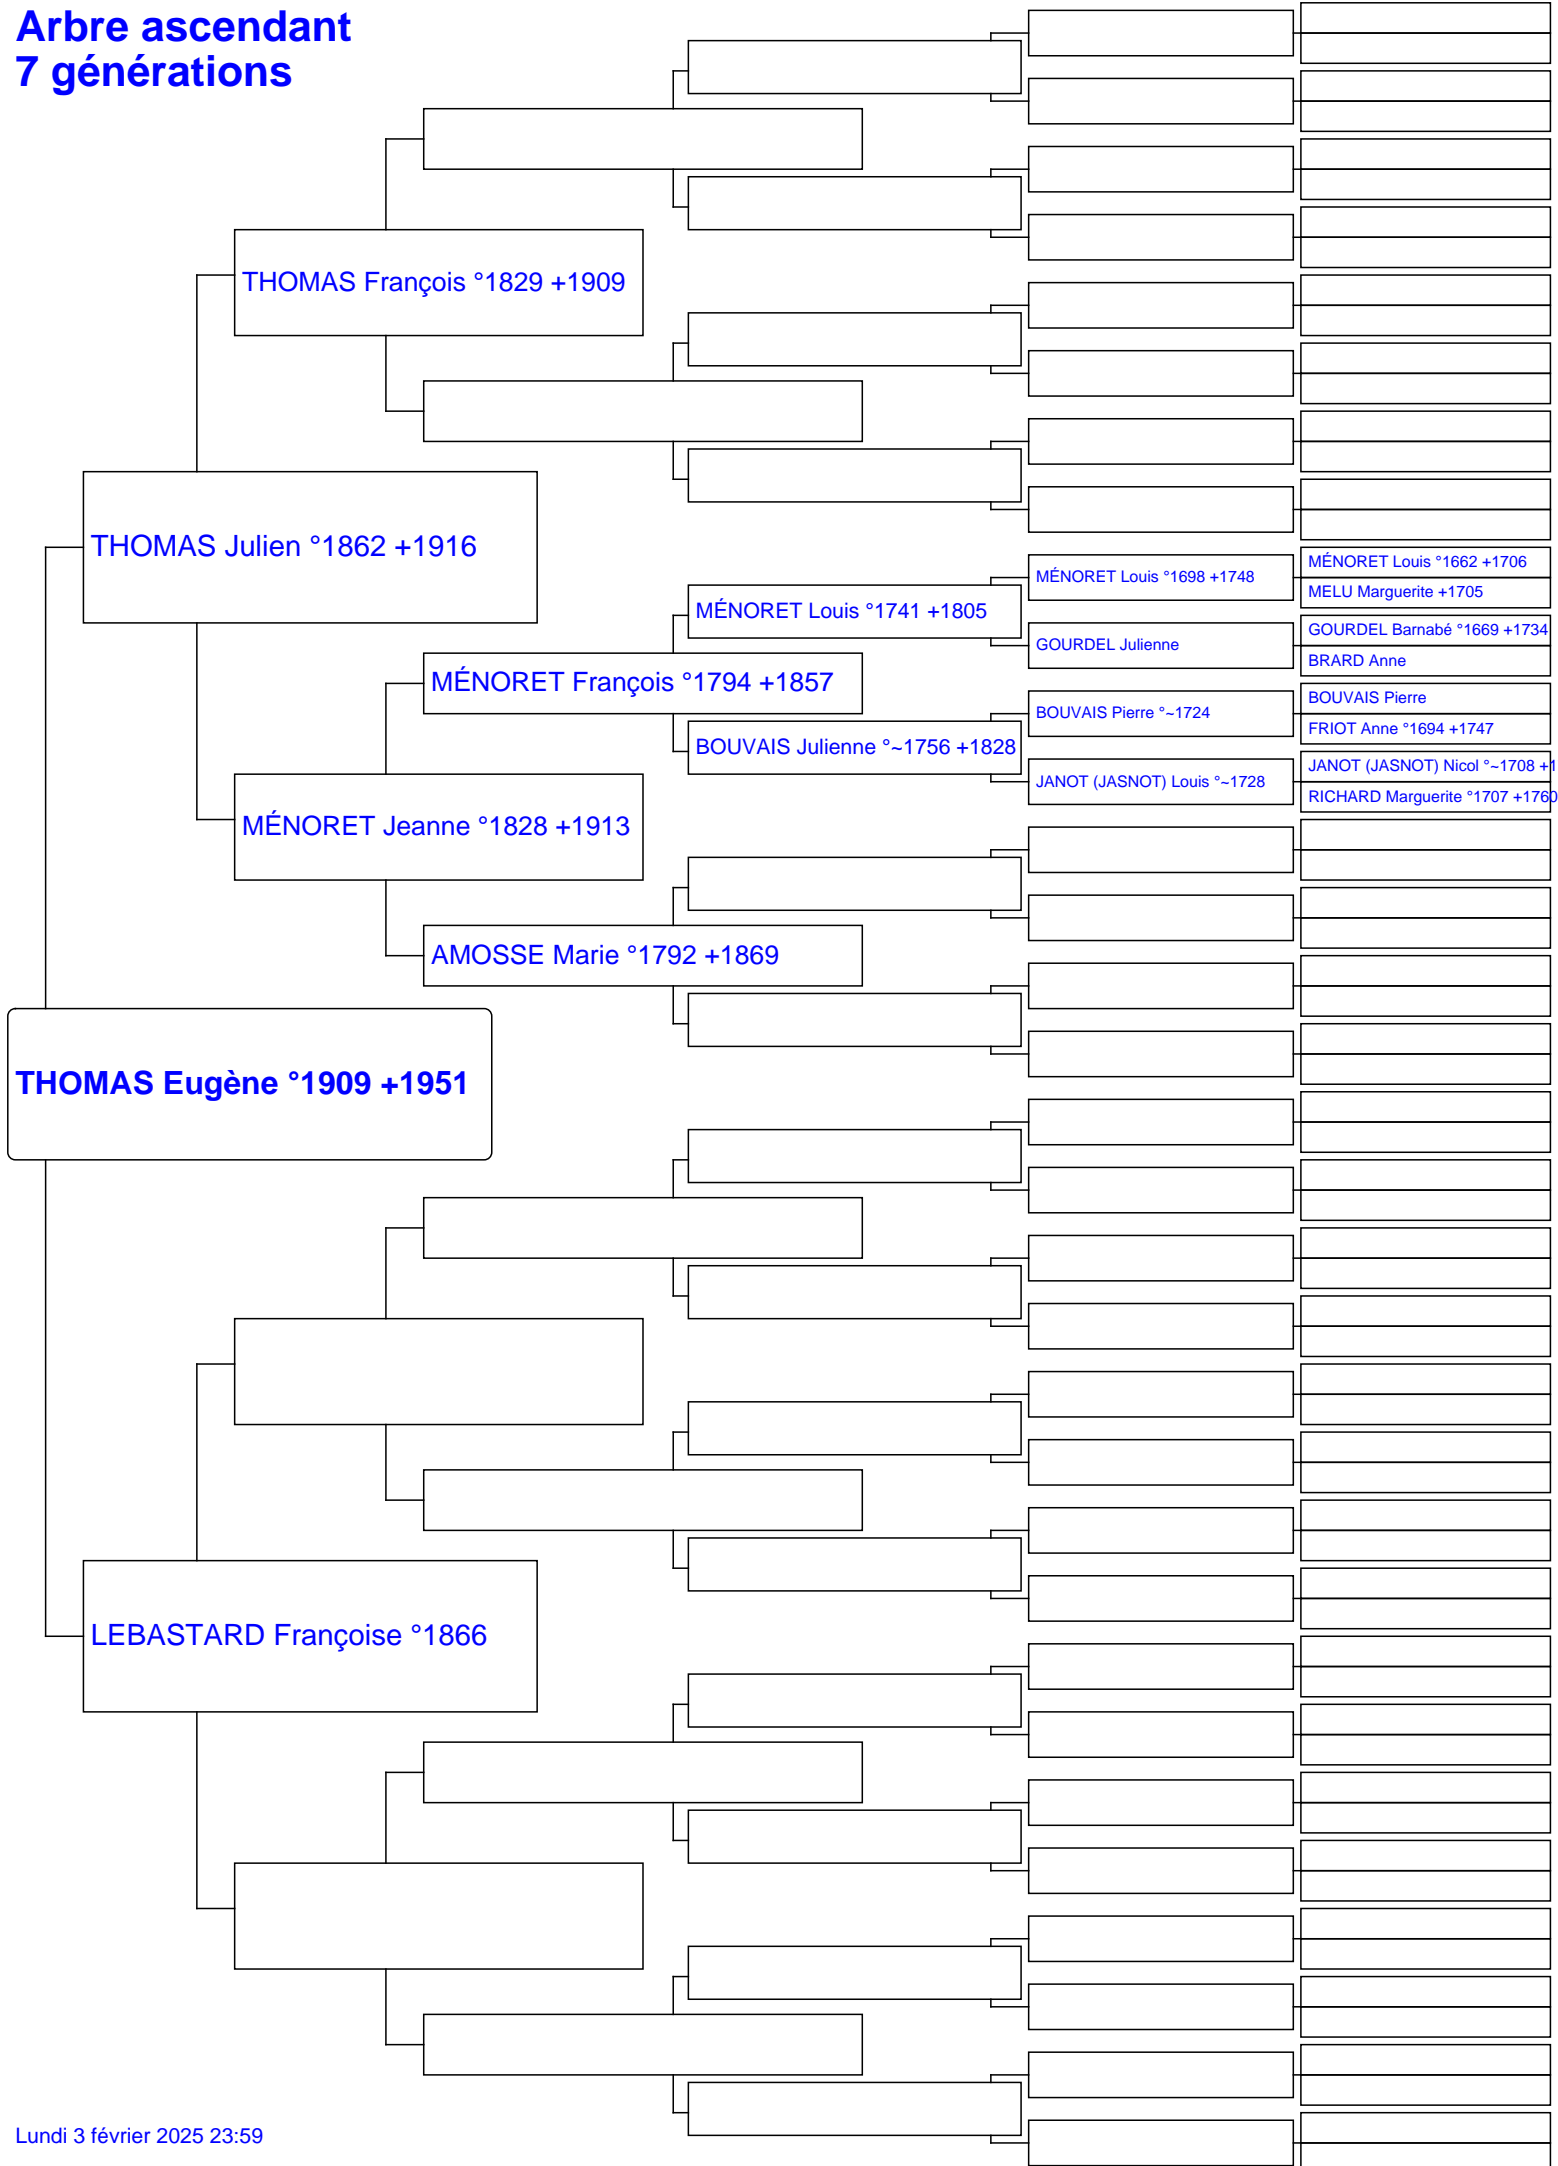 Arbre ascendant
7 générations
THOMAS François °1829 +1909
THOMAS Julien °1862 +1916
MÉNORET Louis °1662 +1706
MÉNORET Louis °1698 +1748
MELU Marguerite +1705
MÉNORET Louis °1741 +1805
GOURDEL Barnabé °1669 +1734
GOURDEL Julienne
BRARD Anne
MÉNORET François °1794 +1857
BOUVAIS Pierre
BOUVAIS Pierre °~1724
FRIOT Anne °1694 +1747
BOUVAIS Julienne °~1756 +1828
JANOT (JASNOT) Nicol °~1708 +1
JANOT (JASNOT) Louis °~1728
RICHARD Marguerite °1707 +1760
MÉNORET Jeanne °1828 +1913
AMOSSE Marie °1792 +1869
THOMAS Eugène °1909 +1951
LEBASTARD Françoise °1866
Lundi 3 février 2025 23:59